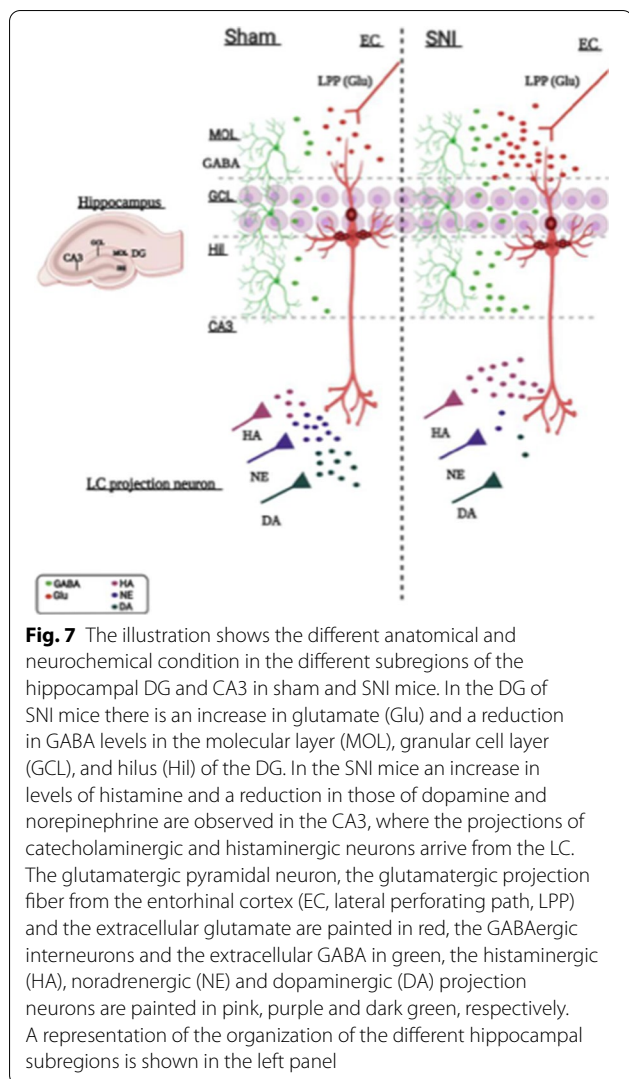 Sham
EC
SNI
EC
LPP (Glu)
LPP (Glu)
MOL
GABA
GCL
Hippocampus
Hil
GCL
CA3
MOL
DG
CA3
HA
HA
NE
NE
LC projection neuron
DA
DA
GABA
HA
Glu
NE
DA
Fig. 7 The illustration shows the different anatomical and
neurochemical condition in the different subregions of the
hippocampal DG and CA3 in sham and SNI mice. In the DG of
SNI mice there is an increase in glutamate (Glu) and a reduction
in GABA levels in the molecular layer (MOL), granular cell layer
(GCL), and hilus (Hil) of the DG. In the SNI mice an increase in
levels of histamine and a reduction in those of dopamine and
norepinephrine are observed in the CA3, where the projections of
catecholaminergic and histaminergic neurons arrive from the LC.
The glutamatergic pyramidal neuron, the glutamatergic projection
fiber from the entorhinal cortex (EC, lateral perforating path, LPP)
and the extracellular glutamate are painted in red, the GABAergic
interneurons and the extracellular GABA in green, the histaminergic
(HA), noradrenergic (NE) and dopaminergic (DA) projection
neurons are painted in pink, purple and dark green, respectively.
A representation of the organization of the different hippocampal
subregions is shown in the left panel